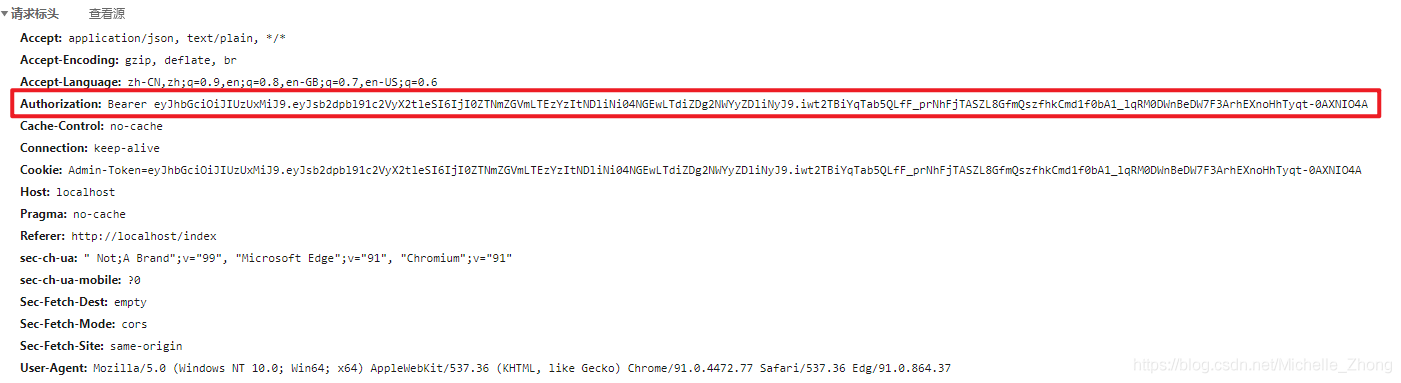 请求标头 查看源
Accept: application/json, text/plain, */*
Accept-Encoding: gzip, deflate, br
Accept-Language: zh-CN,zh;q=0.9,en;q=0.8,en-GB;q=0.7,en-US;q=0.6
Authorization: Bearer eyJhbGciOiJIUzUxMiJ9.eyJsb2dpbl91c2VyX2tleSI6IjI0ZTNmZGVmLTEzYzItNDliNi04NGEwLTdiZDg2NWYyZDliNyJ9.iwt2TBiYqTab5QLfF_prNhFjTASZL8GfmQszfhkCmd1f0bA1_lqRM0DWnBeDW7F3ArhEXnoHhTyqt-0AXNIO4A
Cache-Control: no-cache
Connection: keep-alive
Cookie: Admin-Token=eyJhbGciOiJIUzUxMiJ9.eyJsb2dpbl91c2VyX2tleSI6IjI0ZTNmZGVmLTEzYzItNDliNi04NGEwLTdiZDg2NWYyZDliNyJ9.iwt2TBiYqTab5QLfF_prNhFjTASZL8GfmQszfhkCmd1f0bA1_lqRM0DWnBeDW7F3ArhEXnoHhTyqt-0AXNIO4A
Host: localhost
Pragma: no-cache
Referer: http://localhost/index
sec-ch-ua: " Not;A Brand";v="99", "Microsoft Edge";v="91", "Chromium";v="91"
sec-ch-ua-mobile: ?0
Sec-Fetch-Dest: empty
Sec-Fetch-Mode: cors
Sec-Fetch-Site: same-origin
User-Agent: Mozilla/5.0 (Windows NT 10.0; Win64; x64) AppleWebKit/537.36 (KHTML, like Gecko) Chrome/91.0.4472.77 Safari/537.36 Edg/91.0.864.37
https://blog.csdn.net/Michelle_Zhong